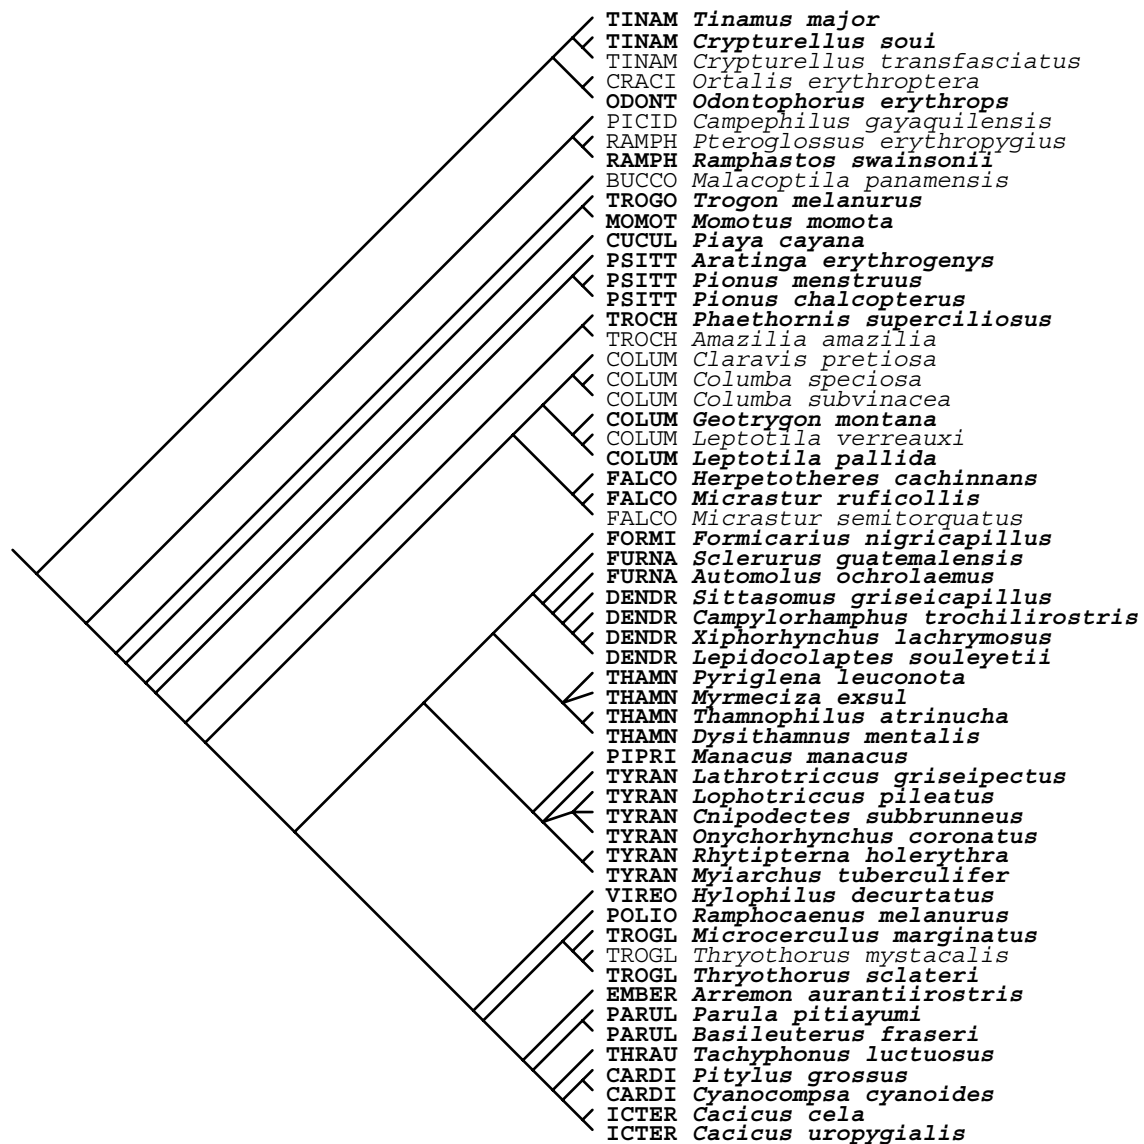 TINAM Tinamus major
TINAM Crypturellus soui
TINAM Crypturellus transfasciatus
CRACI Ortalis erythroptera
ODONT Odontophorus erythrops
PICID Campephilus gayaquilensis
RAMPH Pteroglossus erythropygius
RAMPH Ramphastos swainsonii
BUCCO Malacoptila panamensis
TROGO Trogon melanurus
MOMOT Momotus momota
CUCUL Piaya cayana
PSITT Aratinga erythrogenys
PSITT Pionus menstruus
PSITT Pionus chalcopterus
TROCH Phaethornis superciliosus
TROCH Amazilia amazilia
COLUM Claravis pretiosa
COLUM Columba speciosa
COLUM Columba subvinacea
COLUM Geotrygon montana
COLUM Leptotila verreauxi
COLUM Leptotila pallida
FALCO Herpetotheres cachinnans
FALCO Micrastur ruficollis
FALCO Micrastur semitorquatus
FORMI Formicarius nigricapillus
FURNA Sclerurus guatemalensis
FURNA Automolus ochrolaemus
DENDR Sittasomus griseicapillus
DENDR Campylorhamphus trochilirostris
DENDR Xiphorhynchus lachrymosus
DENDR Lepidocolaptes souleyetii
THAMN Pyriglena leuconota
THAMN Myrmeciza exsul
THAMN Thamnophilus atrinucha
THAMN Dysithamnus mentalis
PIPRI Manacus manacus
TYRAN Lathrotriccus griseipectus
TYRAN Lophotriccus pileatus
TYRAN Cnipodectes subbrunneus
TYRAN Onychorhynchus coronatus
TYRAN Rhytipterna holerythra
TYRAN Myiarchus tuberculifer
VIREO Hylophilus decurtatus
POLIO Ramphocaenus melanurus
TROGL Microcerculus marginatus
TROGL Thryothorus mystacalis
TROGL Thryothorus sclateri
EMBER Arremon aurantiirostris
PARUL Parula pitiayumi
PARUL Basileuterus fraseri
THRAU Tachyphonus luctuosus
CARDI Pitylus grossus
CARDI Cyanocompsa cyanoides
ICTER Cacicus cela
ICTER Cacicus uropygialis